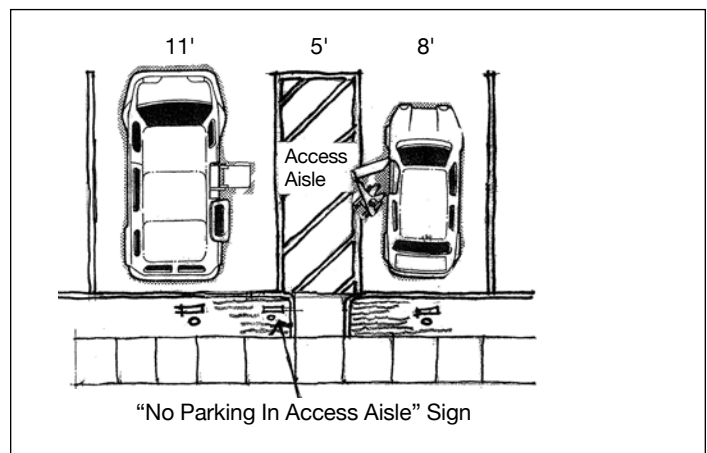 11' 5' 8'
Access
Aisle
“No Parking In Access Aisle” Sign